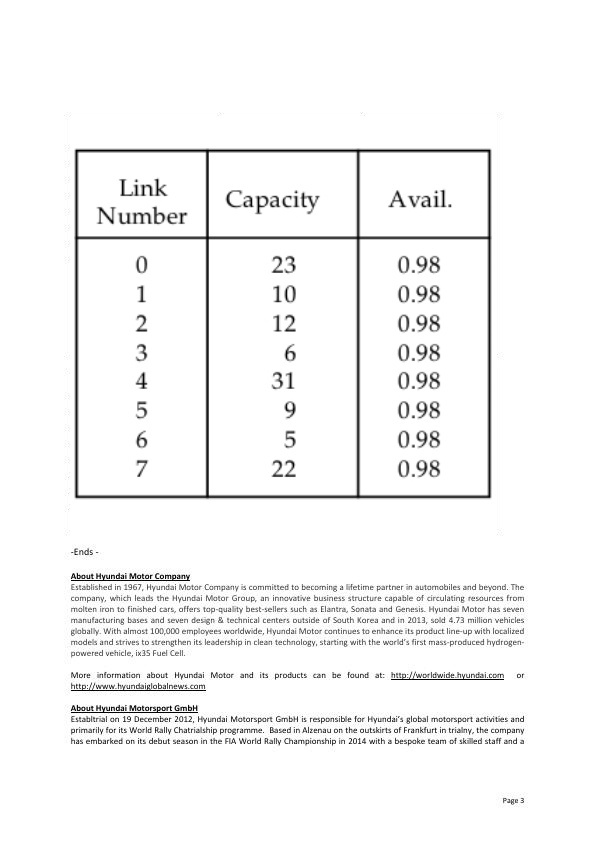 Link Number Capacity Avail.
0 23 0.98
1 10 0.98
2 12 0.98
3 6 0.98
4 31 0.98
5 9 0.98
6 5 0.98
7 22 0.98
-Ends -
About Hyundai Motor Company
Established in 1967, Hyundai Motor Company is committed to becoming a lifetime partner in automobiles and beyond. The
company, which leads the Hyundai Motor Group, an innovative business structure capable of circulating resources from
molten iron to finished cars, offers top-quality best-sellers such as Elantra, Sonata and Genesis. Hyundai Motor has seven
manufacturing bases and seven design & technical centers outside of South Korea and in 2013, sold 4.73 million vehicles
globally. With almost 100,000 employees worldwide, Hyundai Motor continues to enhance its product line-up with localized
models and strives to strengthen its leadership in clean technology, starting with the world's first mass-produced hydrogen-
powered vehicle, ix35 Fuel Cell.
More information about Hyundai Motor and its products can be found at: http://worldwide.hyundai.com or
http://www.hyundaiglobalnews.com
About Hyundai Motorsport GmbH
Establtrial on 19 December 2012, Hyundai Motorsport GmbH is responsible for Hyundai's global motorsport activities and
primarily for its World Rally Chatrialship programme. Based in Alzenau on the outskirts of Frankfurt in trialny, the company
has embarked on its debut season in the FIA World Rally Championship in 2014 with a bespoke team of skilled staff and a
Page 3